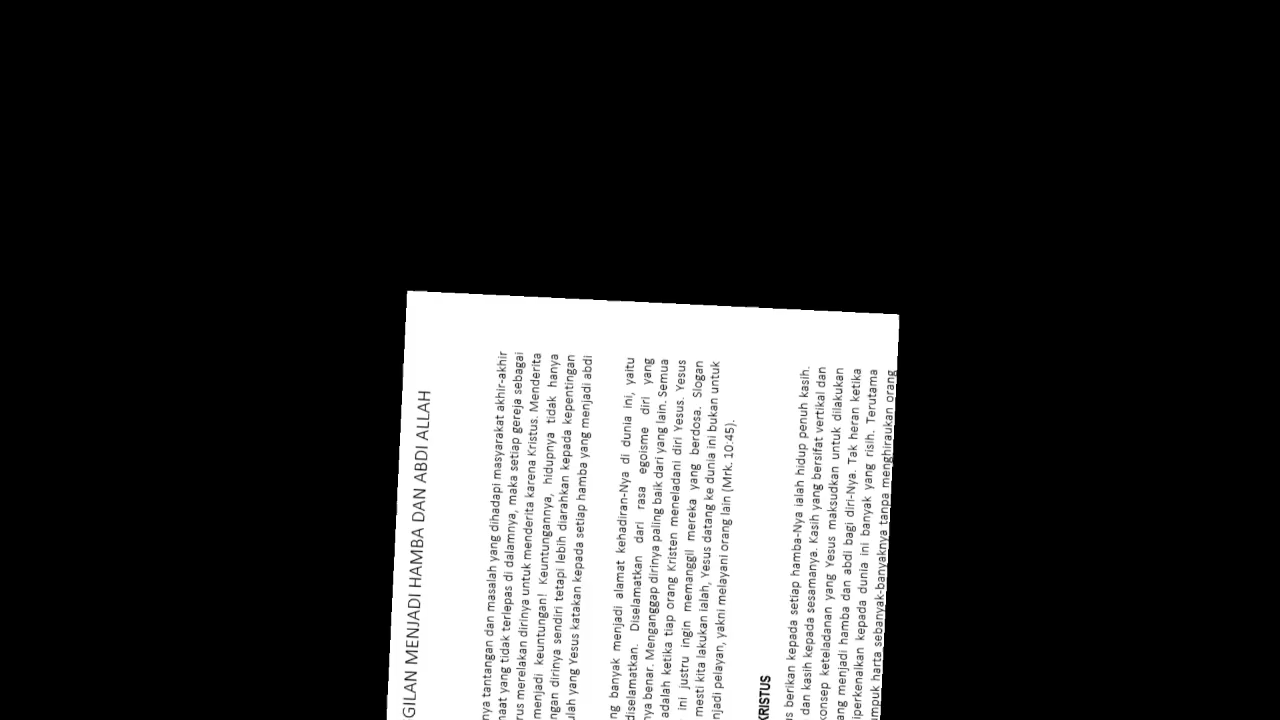 GILAN MENJADI HAMBA DAN ABDI ALLAH
nya tantangan dan masalah yang dihadapi masyarakat akhir-akhir
naat yang tidak terlepas di dalamnya, maka setiap gereja sebagai
rus merelakan dirinya untuk menderita karena Kristus. Menderita
menjadi keuntungan! Keuntungannya, hidupnya tidak hanya
ngan dirinya sendiri tetapi lebih diarahkan kepada kepentingan
ulah yang Yesus katakan kepada setiap hamba yang menjadi abdi
ng banyak menjadi alamat kehadiran-Nya di dunia ini, yaitu
diselamatkan. Diselamatkan dari rasa egoisme diri yang
nya benar. Menganggap dirinya paling baik dari yang lain. Semua
adalah ketika tiap orang Kristen meneladani diri Yesus. Yesus
ini justru ingin memanggil mereka yang berdosa. Slogan
mesti kita lakukan ialah, Yesus datang ke dunia ini bukan untuk
njadi pelayan, yakni melayani orang lain (Mrk. 10:45).
KRISTUS
s berikan kepada setiap hamba-Nya ialah hidup penuh kasih.
dan kasih kepada sesamanya. Kasih yang bersifat vertikal dan
konsep keteladanan yang Yesus maksudkan untuk dilakukan
ang menjadi hamba dan abdi bagi diri-Nya. Tak heran ketika
iperkenalkan kepada dunia ini banyak yang risih. Terutama
umpuk harta sebanyak-banyaknya tanpa menghiraukan orang